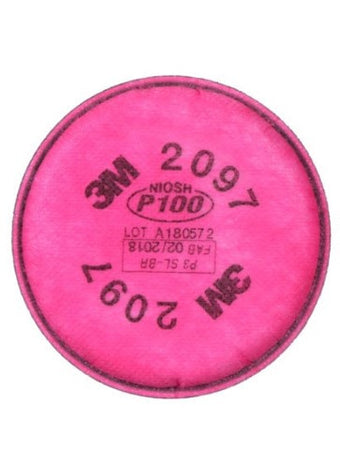 3M 2097
NIOSH
P100
LOT A180572
P3 SL-BR
FAB 02/2018
3M 2097